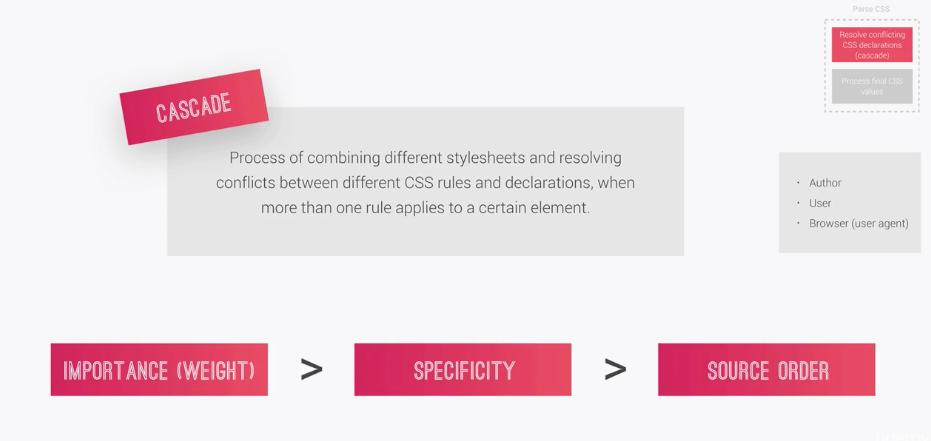 Parse CSS
Resolve conflicting
CSS declarations
(cascade)
Process final CSS
values
CASCADE
Process of combining different stylesheets and resolving
conflicts between different CSS rules and declarations, when
more than one rule applies to a certain element.
• Author
• User
• Browser (user agent)
IMPORTANCE (WEIGHT) > SPECIFICITY > SOURCE ORDER